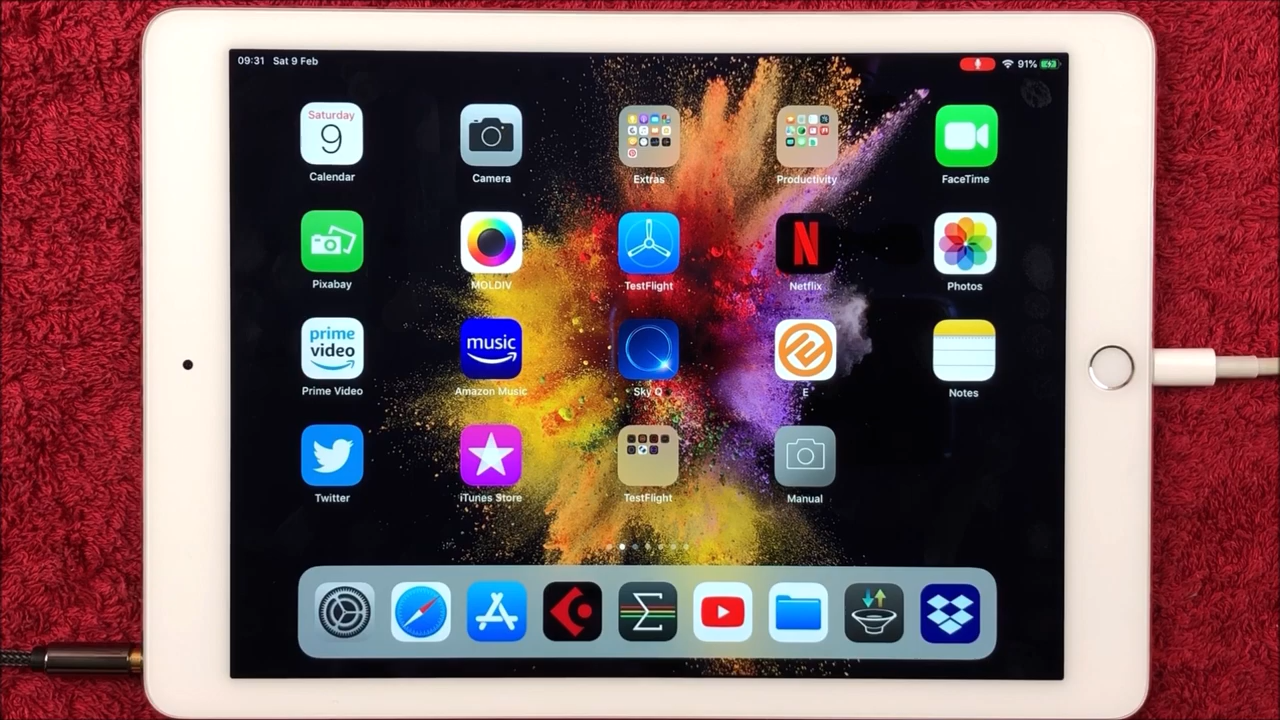 09:31 Sat 9 Feb
91%
Saturday
9
Calendar
Camera
Extras
Productivity
FaceTime
Pixabay
MOLDIV
TestFlight
N
Netflix
Photos
prime
video
Prime Video
music
Amazon Music
Sky Q
E
Notes
Twitter
iTunes Store
TestFlight
Manual
Σ